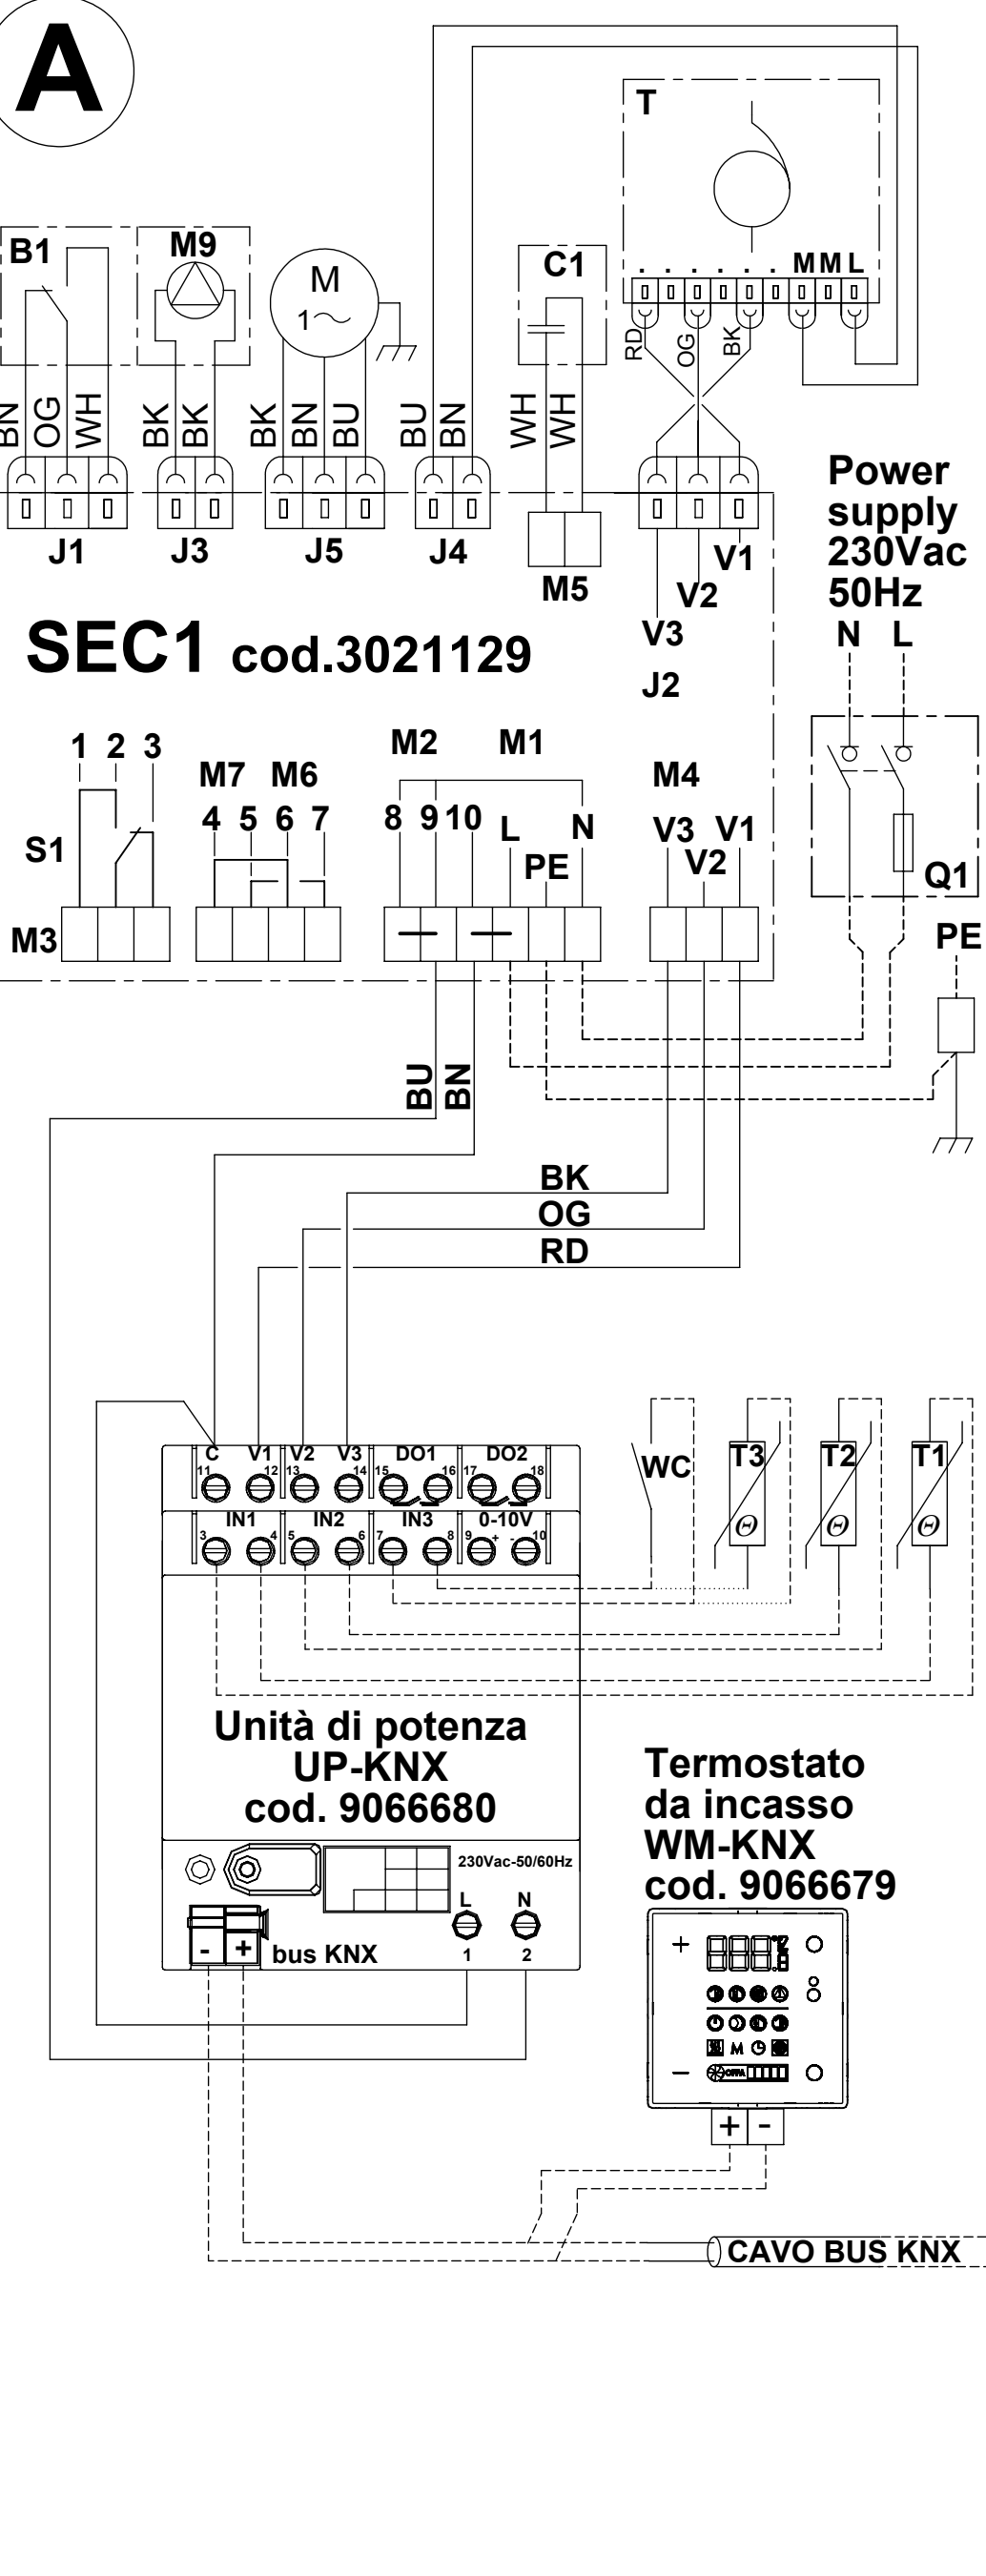 A
T
. . . . . . M M L
B1
M9
M
1~
C1
RD
OG
BK
BN
OG
WH
BK
BK
BK
BN
BU
BU
BN
WH
WH
J1
J3
J5
J4
M5
V1
V2
V3
J2
Power
supply
230Vac
50Hz
N L
SEC1 cod.3021129
1 2 3
S1
M3
M7 M6
4 5 6 7
M2 M1
8 9 10 L N
PE
M4
V3 V1
V2
Q1
PE
BU
BN
BK
OG
RD
C V1 V2 V3 DO1 DO2
11 12 13 14 15 16 17 18
IN1 IN2 IN3 0-10V
3 4 5 6 7 8 9 + - 10
WC
T3
T2
T1
Θ Θ Θ
Unità di potenza
UP-KNX
cod. 9066680
230Vac-50/60Hz
L N
1 2
- + bus KNX
Termostato
da incasso
WM-KNX
cod. 9066679
+
M
-
+ -
CAVO BUS KNX